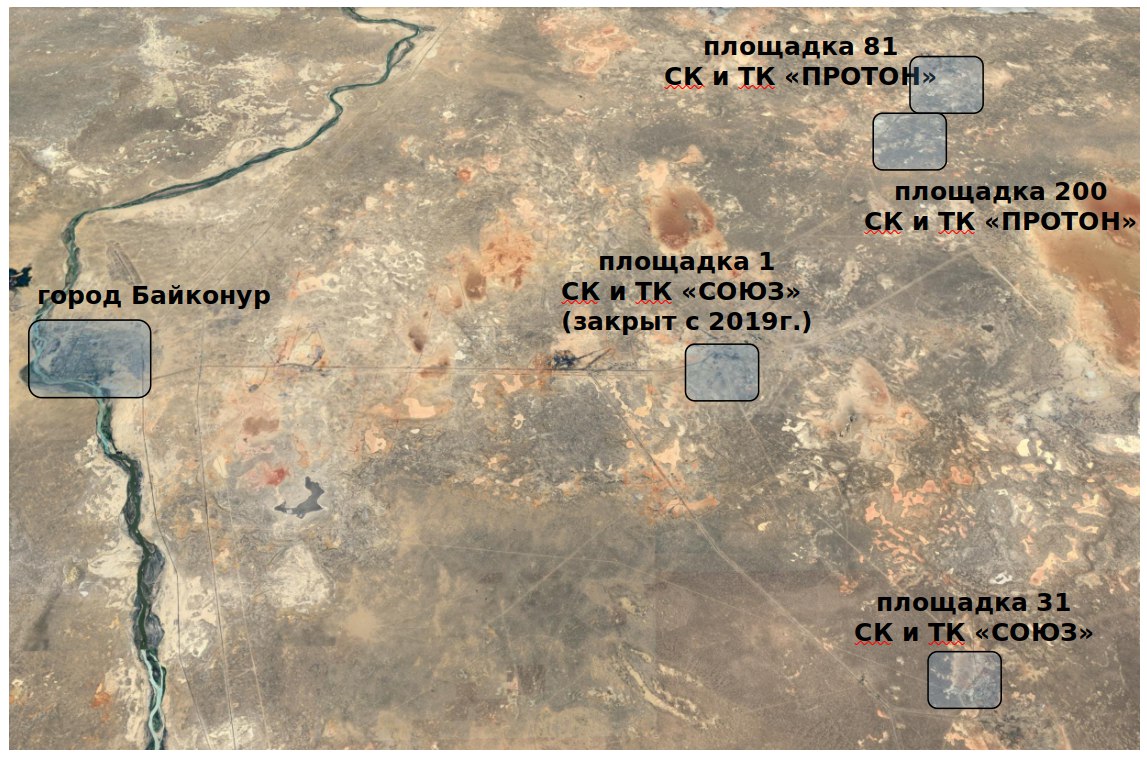 площадка 81
СК и ТК «ПРОТОН»
площадка 200
СК и ТК «ПРОТОН»
площадка 1
СК и ТК «СОЮЗ»
(закрыт с 2019г.)
город Байконур
площадка 31
СК и ТК «СОЮЗ»